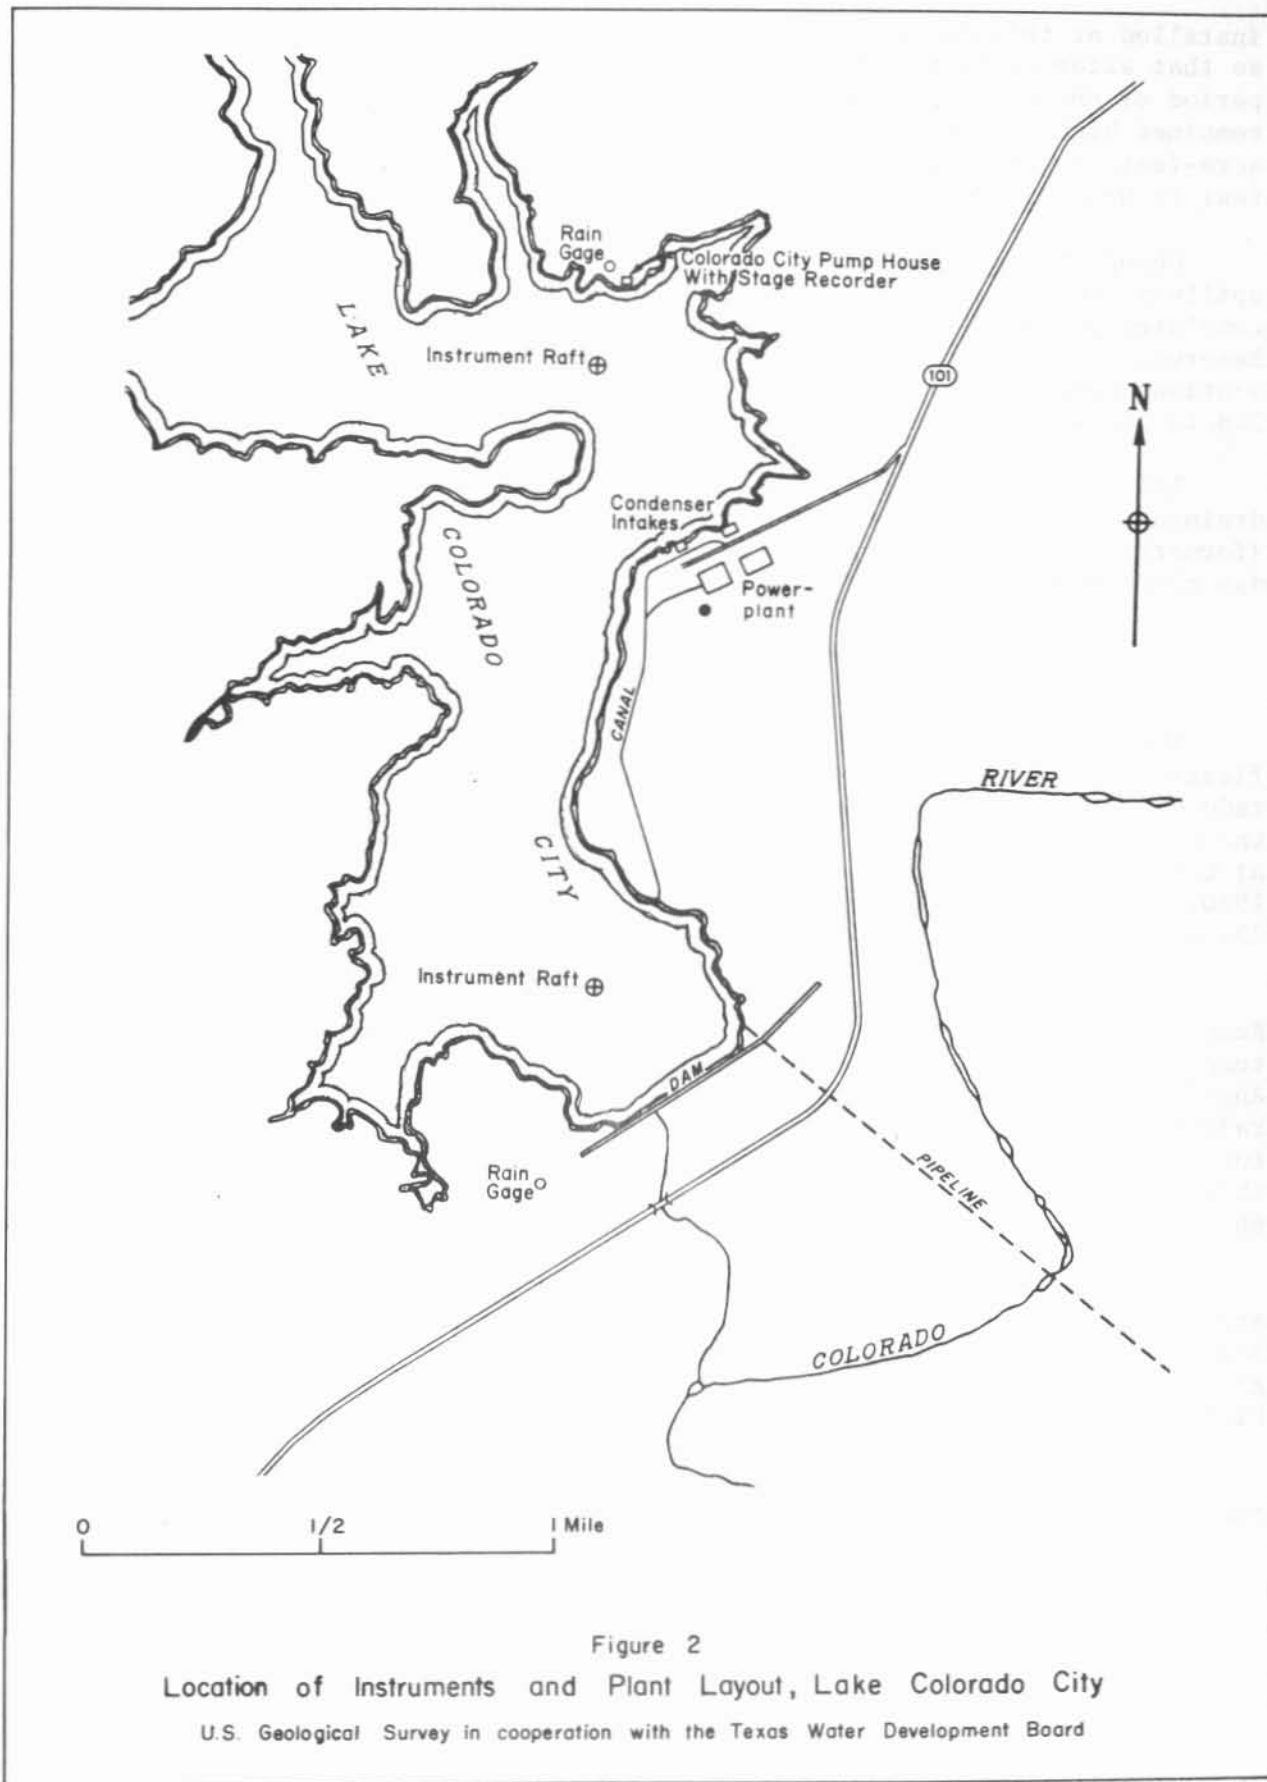 Rain
Gage
Colorado City Pump House
With Stage Recorder
LAKE
Instrument Raft
101
N
Condenser
Intakes
COLORADO
Power-
plant
CANAL
RIVER
CITY
Instrument Raft
DAM
Rain
Gage
PIPELINE
COLORADO
0 1/2 1 Mile
Figure 2
Location of Instruments and Plant Layout, Lake Colorado City
U.S. Geological Survey in cooperation with the Texas Water Development Board